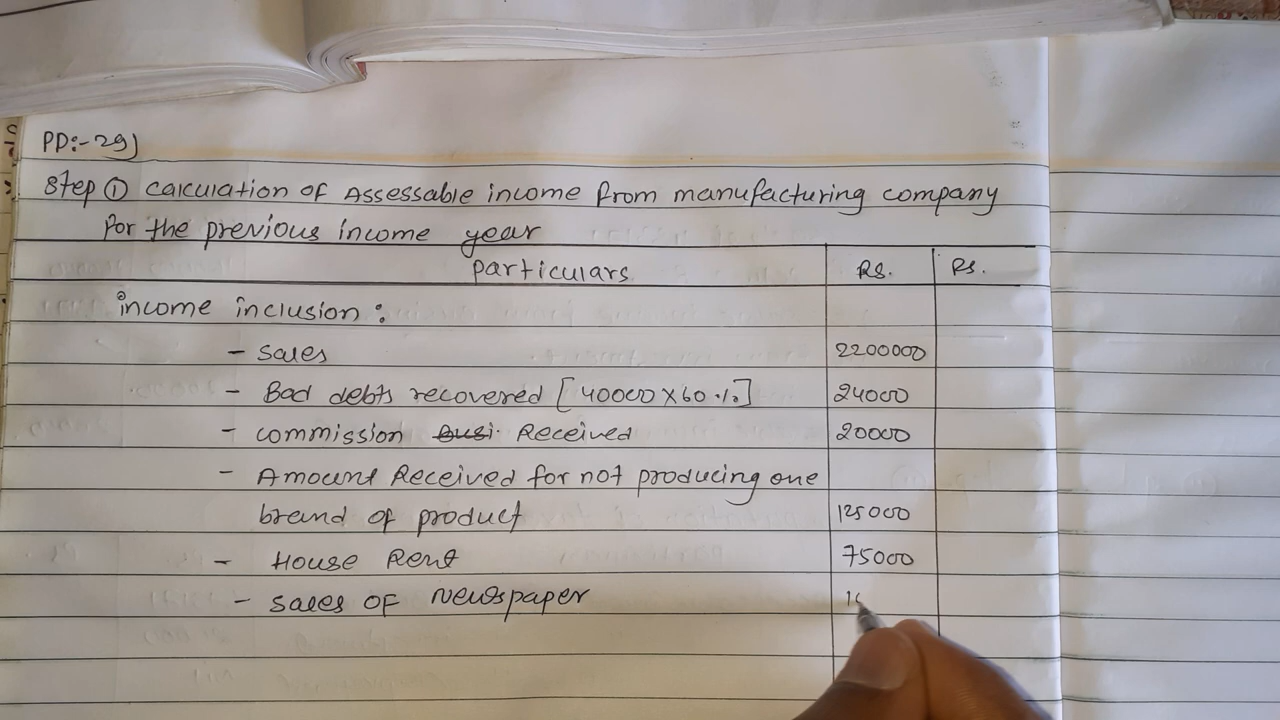 PD:-29)
Step ① calculation of Assessable income from manufacturing company
for the previous income year
particulars Rs. Rs.
income inclusion :
- sales 2200000
- Bad debts recovered [40000 X 60 %] 24000
- commission Busi. Received 20000
- Amount Received for not producing one
brand of product 125000
- House Rent 75000
- sales of Newspaper